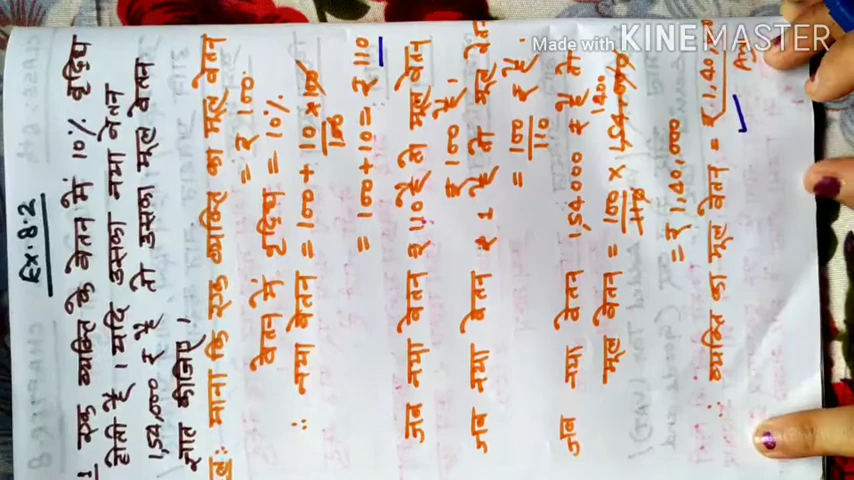 Made with KINEMASTER
Ex. 8.2
1 एक व्यक्ति के वेतन में 10% वृद्धि
होती है। यदि उसका नया वेतन
1,54,000 ₹ है तो उसका मूल वेतन
ज्ञात कीजिए।
हल: माना कि एक व्यक्ति का मूल वेतन
= ₹ 100.
वेतन में वृद्धि = 10%
∴ नया वेतन = 100 + 10 × 100 / 100
= 100 + 10 = ₹ 110
जब नया वेतन ₹ 110 है तो मूल वेतन
₹ 100 है।
जब नया वेतन ₹ 1 है तो मूल वेतन
= 100 / 110 ₹ है.
जब नया वेतन 1,54,000 ₹ है तो
1400
मूल वेतन = 100 / 110 × 1,54,000
= ₹ 1,40,000
∴ व्यक्ति का मूल वेतन = ₹ 1,40,000
Ans